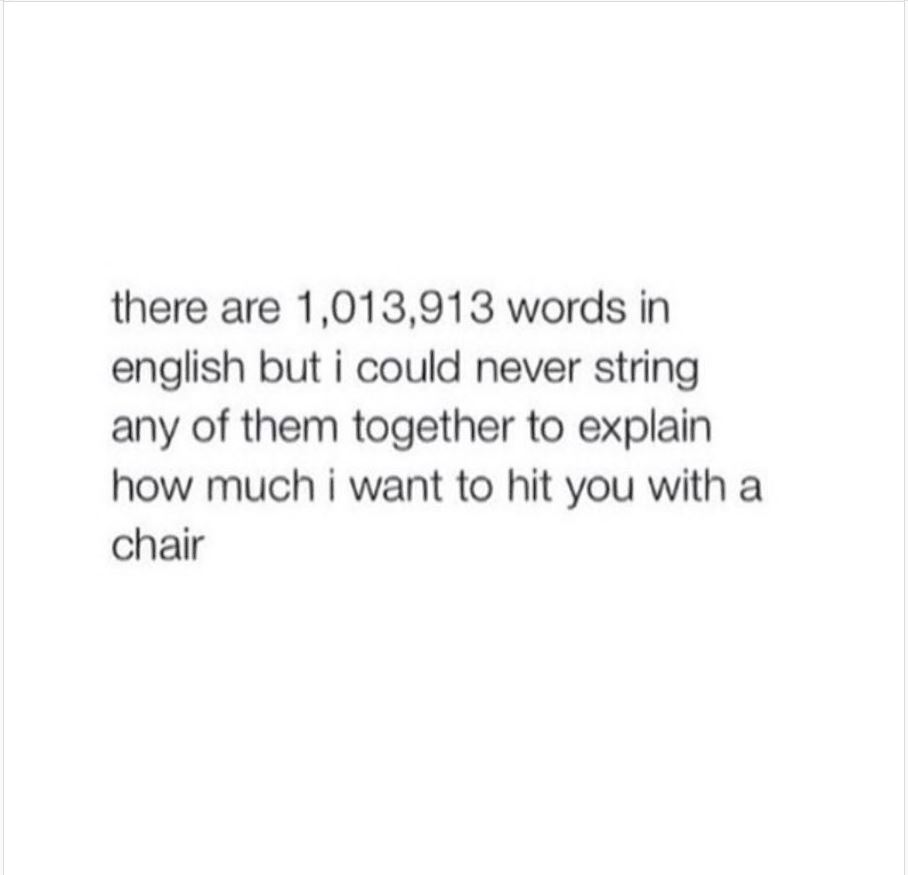 there are 1,013,913 words in
english but i could never string
any of them together to explain
how much i want to hit you with a
chair